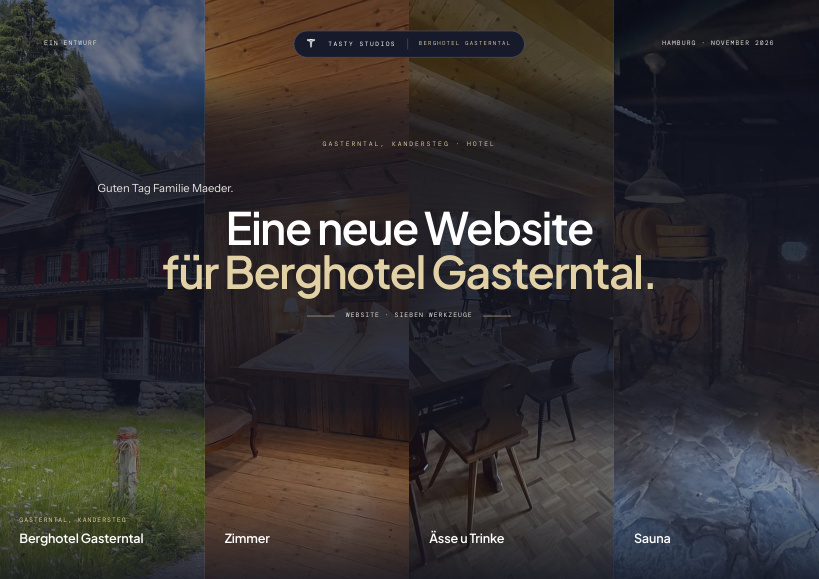 EIN ENTWURF
TASTY STUDIOS
BERGHOTEL GASTERNTAL
HAMBURG · NOVEMBER 2026
GASTERNTAL, KANDERSTEG · HOTEL
Guten Tag Familie Maeder.
Eine neue Website
für Berghotel Gasterntal.
WEBSITE · SIEBEN WERKZEUGE
GASTERNTAL, KANDERSTEG
Berghotel Gasterntal
Zimmer
Ässe u Trinke
Sauna